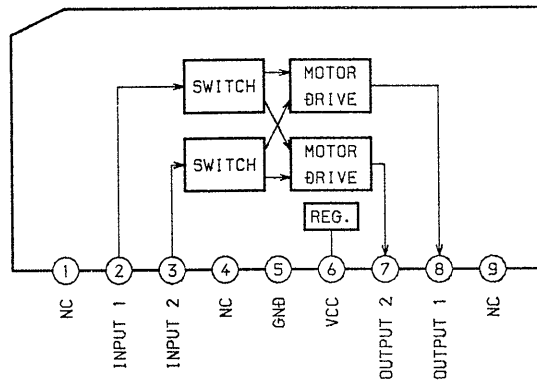 SWITCH
MOTOR
DRIVE
SWITCH
MOTOR
DRIVE
REG.
1
2
3
4
5
6
7
8
9
NC
INPUT 1
INPUT 2
NC
GND
VCC
OUTPUT 2
OUTPUT 1
NC